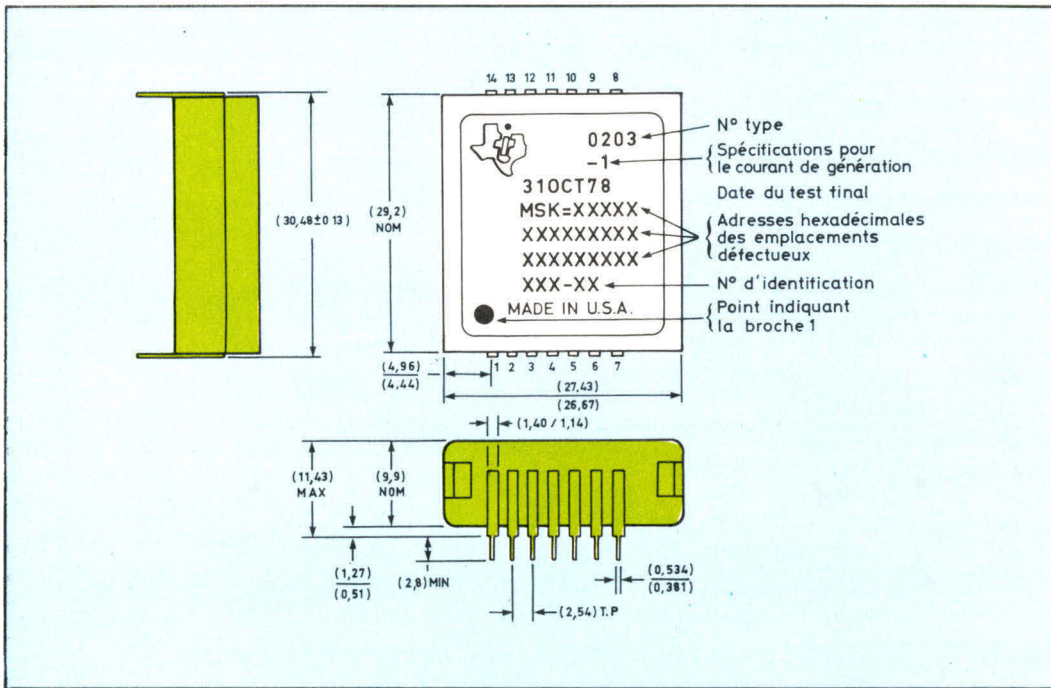 14 13 12 11 10 9 8
0203
-1
31OCT78
MSK=XXXXX
XXXXXXXXX
XXXXXXXXX
XXX-XX
MADE IN U.S.A.
N° type
Spécifications pour
le courant de génération
Date du test final
Adresses hexadécimales
des emplacements
défectueux
N° d'identification
Point indiquant
la broche 1
(30,48±0 13)
(29,2)
NOM
1 2 3 4 5 6 7
(4,96)
(4,44)
(27,43)
(26,67)
(1,40 / 1,14)
(11,43)
MAX
(9,9)
NOM
(1,27)
(0,51)
(2,8) MIN
(2,54) T.P
(0,534)
(0,381)